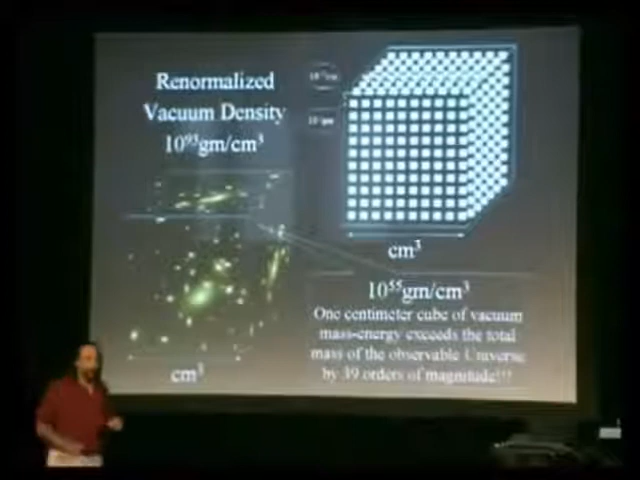 Renormalized
Vacuum Density
10⁹³gm/cm³
cm³
cm³
10⁵⁵gm/cm³
One centimeter cube of vacuum
mass-energy exceeds the total
mass of the observable Universe
by 39 orders of magnitude!!!